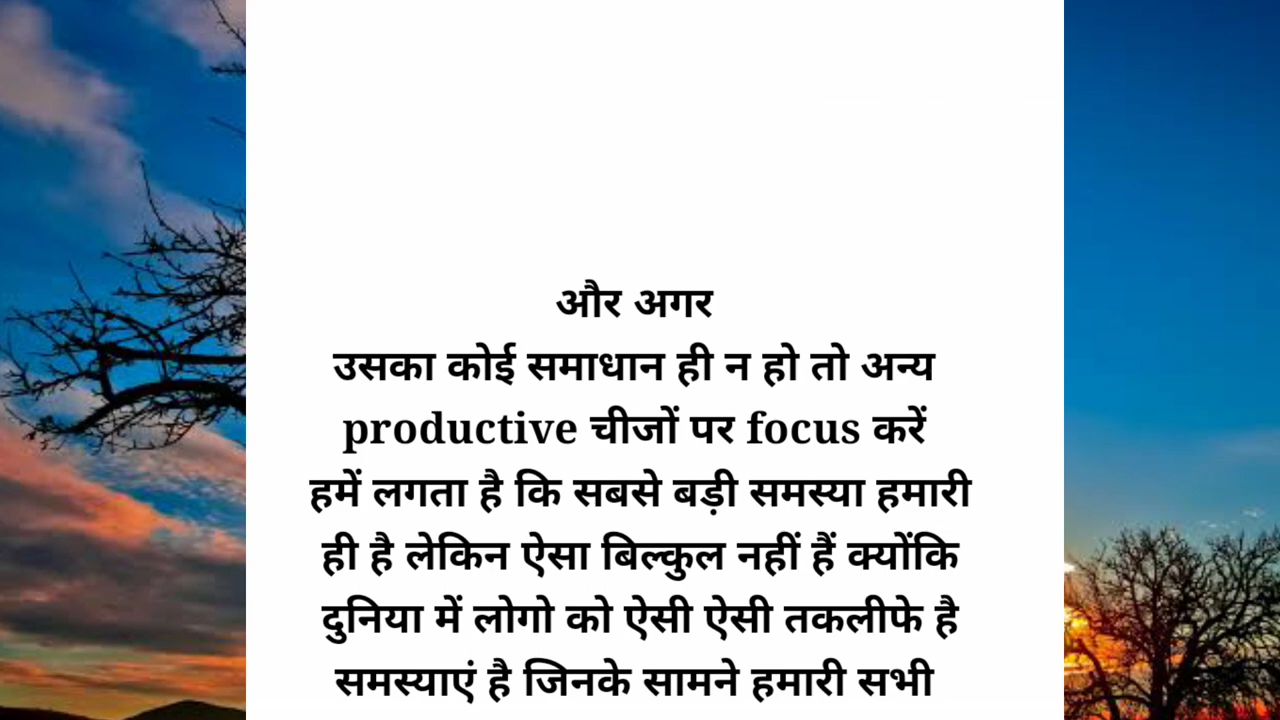 और अगर
उसका कोई समाधान ही न हो तो अन्य
productive चीजों पर focus करें
हमें लगता है कि सबसे बड़ी समस्या हमारी
ही है लेकिन ऐसा बिल्कुल नहीं हैं क्योंकि
दुनिया में लोगो को ऐसी ऐसी तकलीफे है
समस्याएं है जिनके सामने हमारी सभी